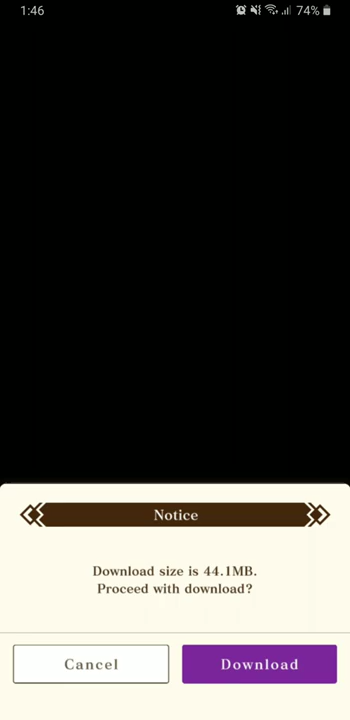 1:46
74%
Notice
Download size is 44.1MB.
Proceed with download?
Cancel
Download